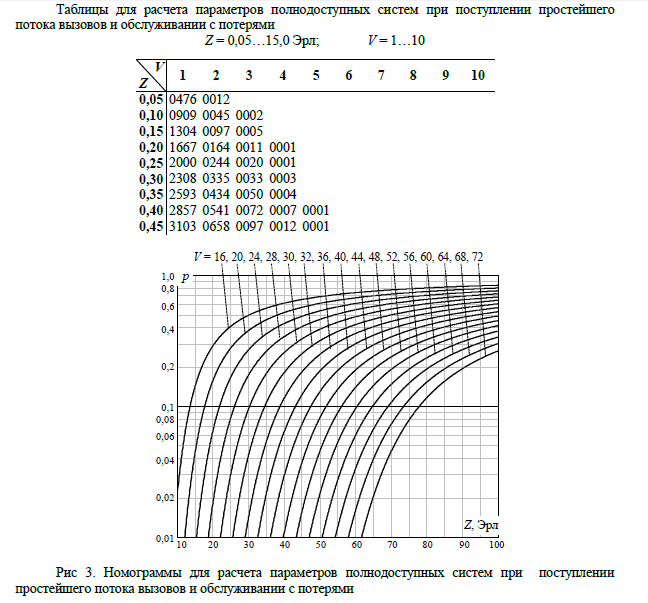 Таблицы для расчета параметров полнодоступных систем при поступлении простейшего
потока вызовов и обслуживании с потерями
Z = 0,05…15,0 Эрл; V = 1…10
V
Z
1 2 3 4 5 6 7 8 9 10
0,05 0476 0012
0,10 0909 0045 0002
0,15 1304 0097 0005
0,20 1667 0164 0011 0001
0,25 2000 0244 0020 0001
0,30 2308 0335 0033 0003
0,35 2593 0434 0050 0004
0,40 2857 0541 0072 0007 0001
0,45 3103 0658 0097 0012 0001
V = 16, 20, 24, 28, 30, 32, 36, 40, 44, 48, 52, 56, 60, 64, 68, 72
1,0 p
0,8
0,6
0,4
0,2
0,1
0,08
0,06
0,04
0,02
0,01
Z, Эрл
10 20 30 40 50 60 70 80 90 100
Рис 3. Номограммы для расчета параметров полнодоступных систем при поступлении
простейшего потока вызовов и обслуживании с потерями